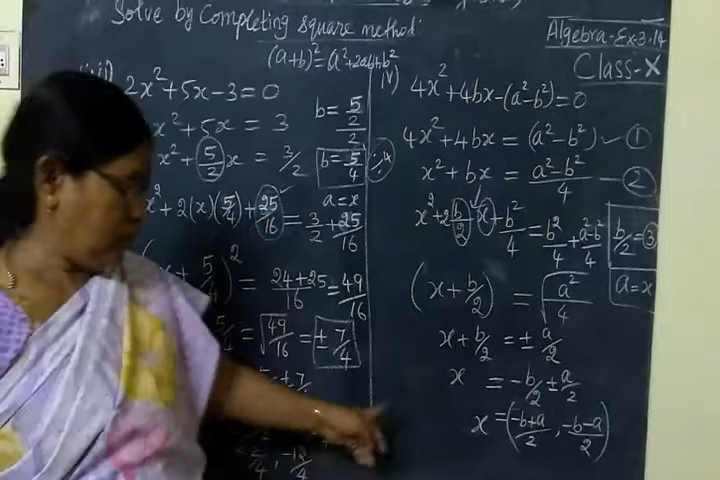 Solve by Completing square method:
Algebra-Ex-3.14
Class-X
(a+b)² = a²+2ab+b²
2x²+5x-3=0
x²+5x = 3
x² + 5/2 x = 3/2
x²+2(x)(5/4)+25/16 = 3/2 + 25/16
b = 5/2 / 2
b = 5/4
a = x
(x + 5/4)² = 24+25/16 = 49/16
5/4 = √49/16 = ± 7/4
± 7/
2/4, -12/4
(v) 4x²+4bx-(a²-b²)=0
4x²+4bx = (a²-b²) ①
÷4 x²+bx = a²-b²/4 – ②
x²+2 b/2 x + b²/4 = b²/4 + a²-b²/4
b/2 = ③
a = x
(x + b/2) = √a²/4
x + b/2 = ± a/2
x = -b/2 ± a/2
x = (-b+a/2, -b-a/2)